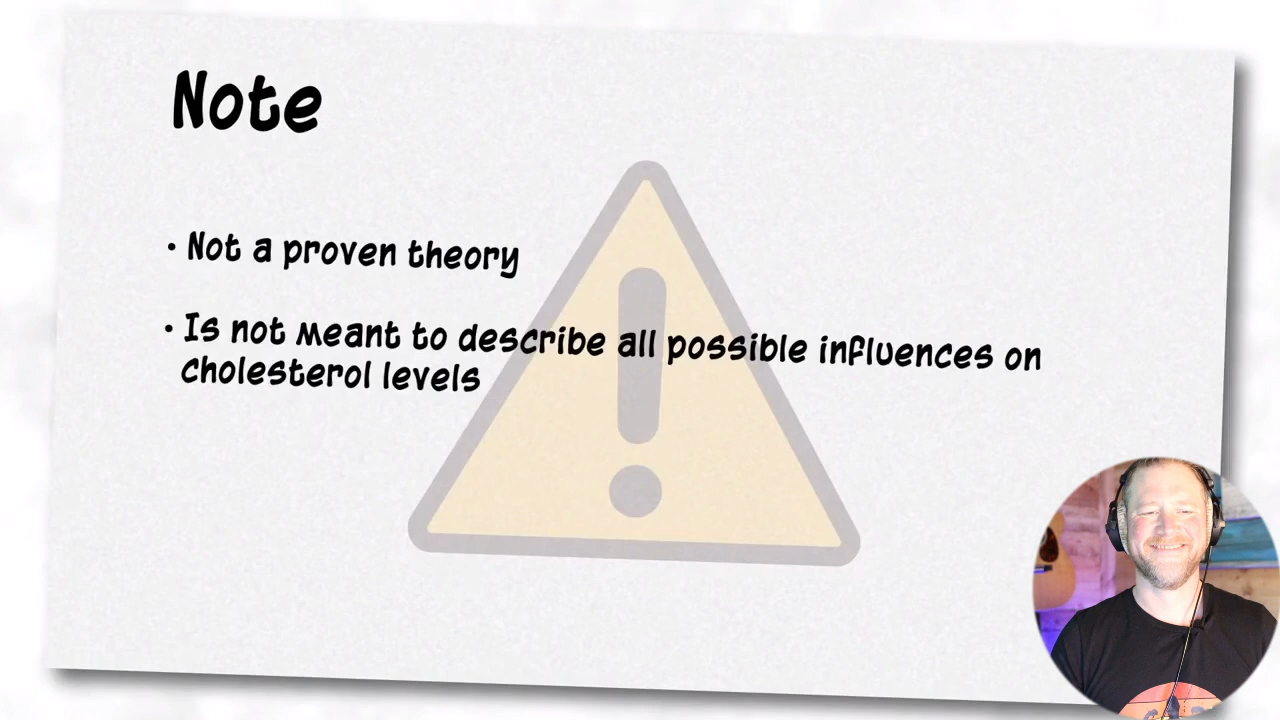 Note
• Not a proven theory
• Is not meant to describe all possible influences on
cholesterol levels